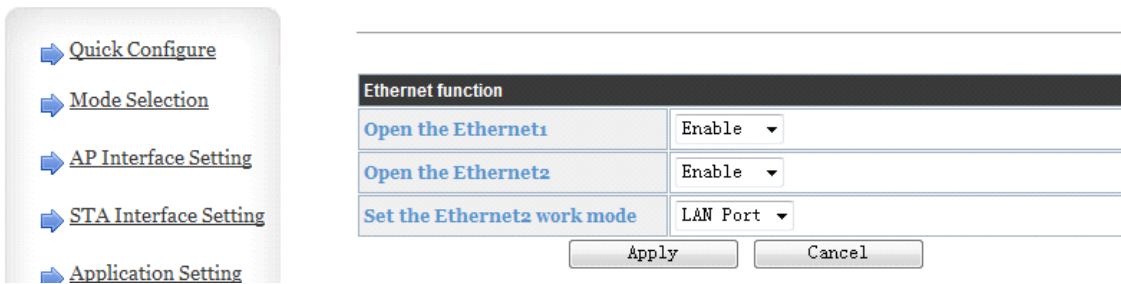 Quick Configure
Mode Selection
AP Interface Setting
STA Interface Setting
Application Setting
Ethernet function
Open the Ethernet1 Enable
Open the Ethernet2 Enable
Set the Ethernet2 work mode LAN Port
Apply Cancel